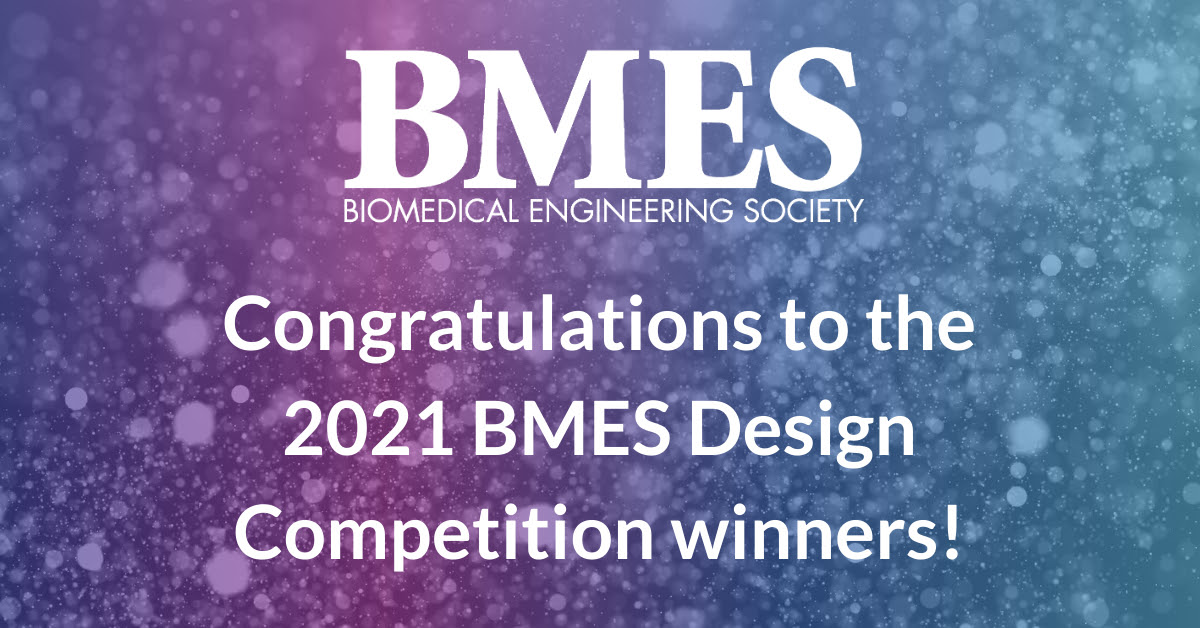 BMES
BIOMEDICAL ENGINEERING SOCIETY
Congratulations to the
2021 BMES Design
Competition winners!